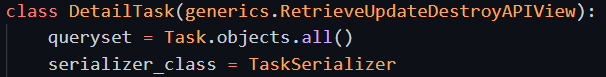 class DetailTask(generics.RetrieveUpdateDestroyAPIView):
    queryset = Task.objects.all()
    serializer_class = TaskSerializer